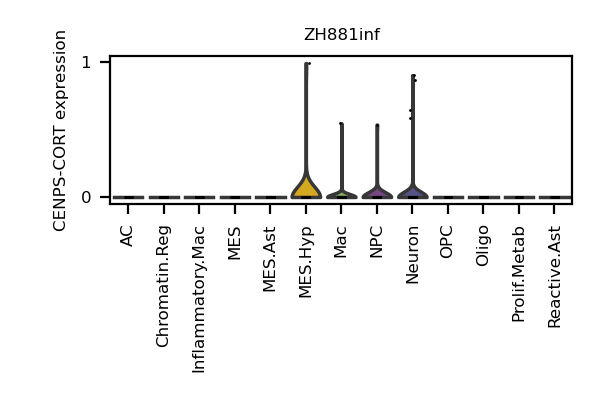 ZH881inf
CENPS-CORT expression
1
0
AC
Chromatin.Reg
Inflammatory.Mac
MES
MES.Ast
MES.Hyp
Mac
NPC
Neuron
OPC
Oligo
Prolif.Metab
Reactive.Ast